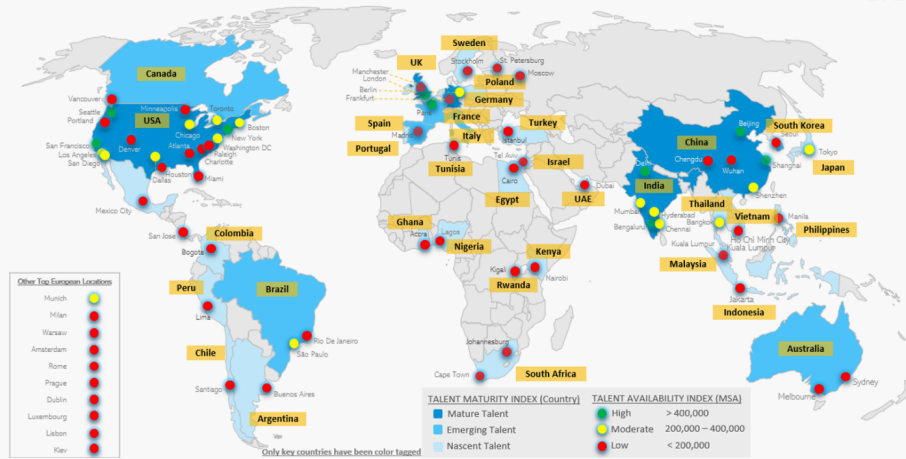 Sweden
UK
Stockholm
St. Petersburg
Manchester
London
Moscow
Canada
Berlin
Poland
Frankfurt
Germany
Vancouver
Minneapolis
Toronto
Paris
Seattle
Portland
USA
Chicago
Boston
France
Turkey
Beijing
New York
Spain
Madrid
Italy
Istanbul
China
South Korea
Seoul
San Francisco
Denver
Atlanta
Washington DC
Raleigh
Charlotte
Portugal
Tunis
Tel Aviv
Israel
Delhi
Chengdu
Tokyo
Los Angeles
San Diego
Houston
Dallas
Miami
Tunisia
Cairo
Dubai
India
Wuhan
Shanghai
Japan
Egypt
UAE
Shenzhen
Mexico City
Mumbai
Hyderabad
Thailand
Bangkok
Vietnam
Manila
San Jose
Colombia
Ghana
Accra
Lagos
Bengaluru
Chennai
Philippines
Bogota
Nigeria
Kenya
Kuala Lumpur
Ho Chi Minh City
Kuala Lumpur
Malaysia
Kigali
Nairobi
Rwanda
Peru
Brazil
Jakarta
Indonesia
Lima
Rio De Janeiro
São Paulo
Johannesburg
Chile
Australia
Cape Town
South Africa
Santiago
Buenos Aires
Sydney
Melbourne
Argentina
Other Top European Locations
Munich
Milan
Warsaw
Amsterdam
Rome
Prague
Dublin
Luxembourg
Lisbon
Kiev
TALENT MATURITY INDEX (Country)
Mature Talent
Emerging Talent
Nascent Talent
TALENT AVAILABILITY INDEX (MSA)
High > 400,000
Moderate 200,000 – 400,000
Low < 200,000
Only key countries have been color tagged